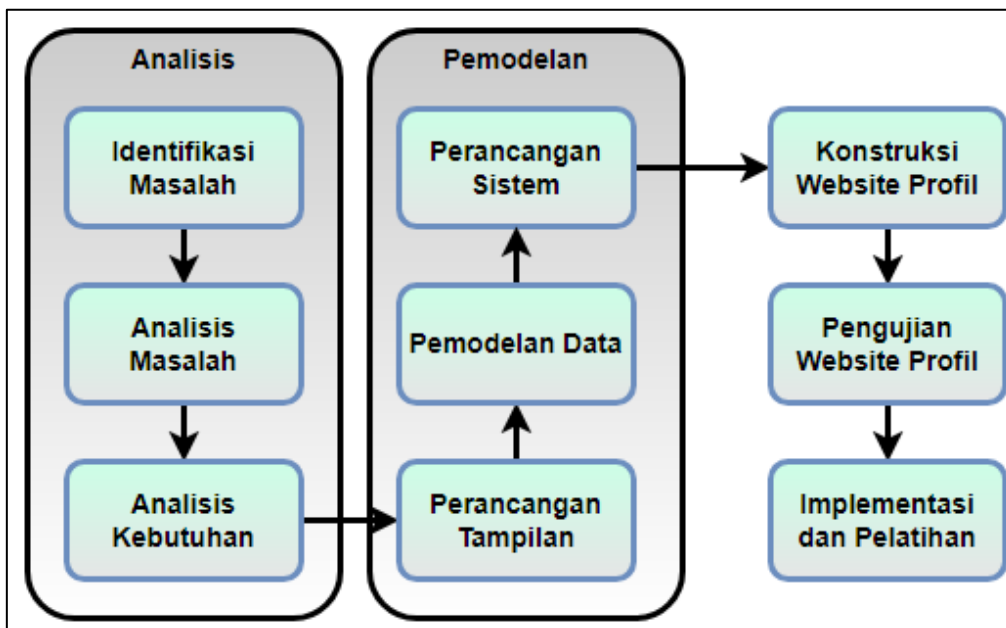 Analisis
Identifikasi
Masalah
Analisis
Masalah
Analisis
Kebutuhan
Pemodelan
Perancangan
Sistem
Pemodelan Data
Perancangan
Tampilan
Konstruksi
Website Profil
Pengujian
Website Profil
Implementasi
dan Pelatihan